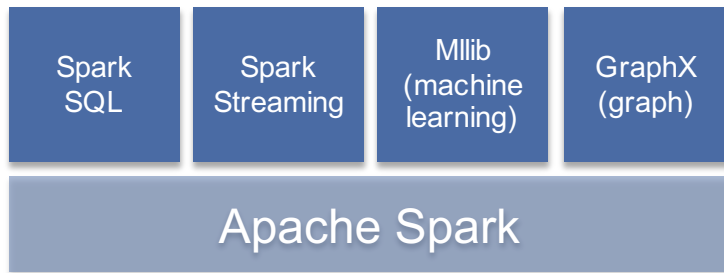 Spark
SQL
Spark
Streaming
Mllib
(machine
learning)
GraphX
(graph)
Apache Spark